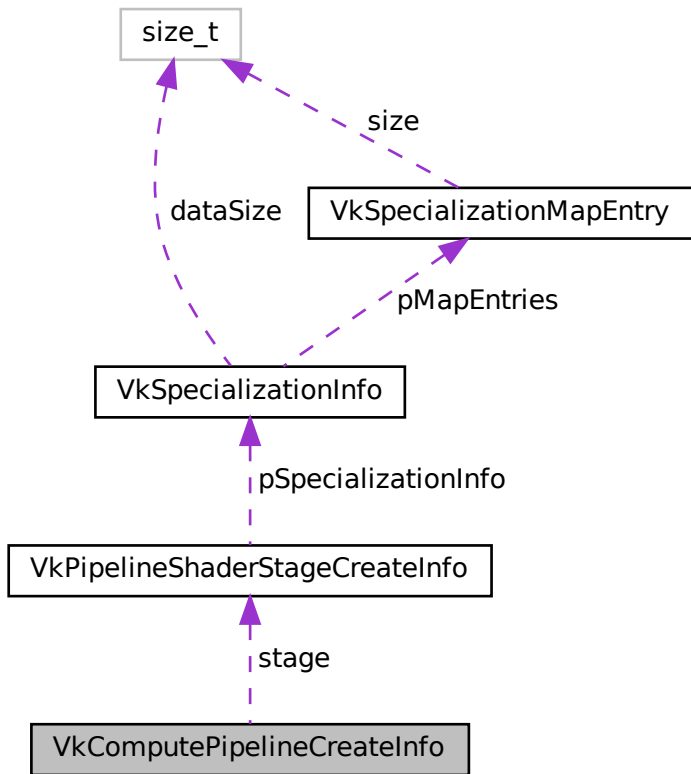 size_t
size
VkSpecializationMapEntry
dataSize
pMapEntries
VkSpecializationInfo
pSpecializationInfo
VkPipelineShaderStageCreateInfo
stage
VkComputePipelineCreateInfo